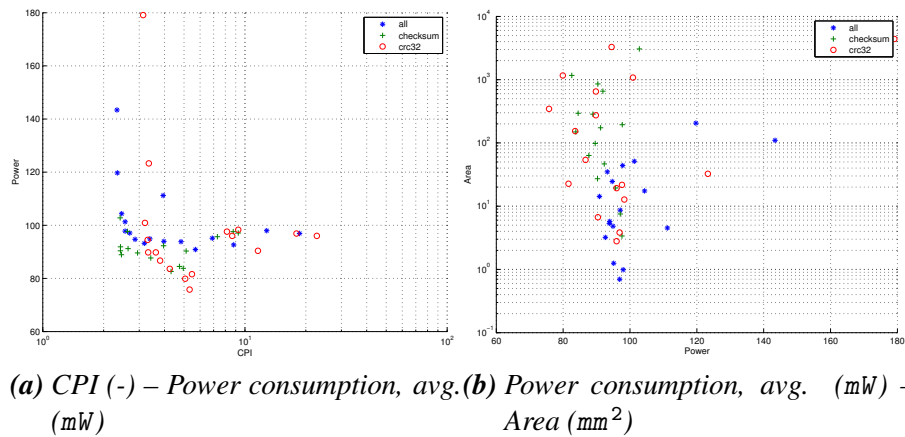 180
160
140
120
100
80
60
Power
10^0
10^1
10^2
CPI
all
checksum
crc32
10^4
10^3
10^2
10^1
10^0
10^-1
Area
60
80
100
120
140
160
180
Power
all
checksum
crc32
(a) CPI (-) – Power consumption, avg.
(mW)
(b) Power consumption, avg. (mW) –
Area (mm^2)